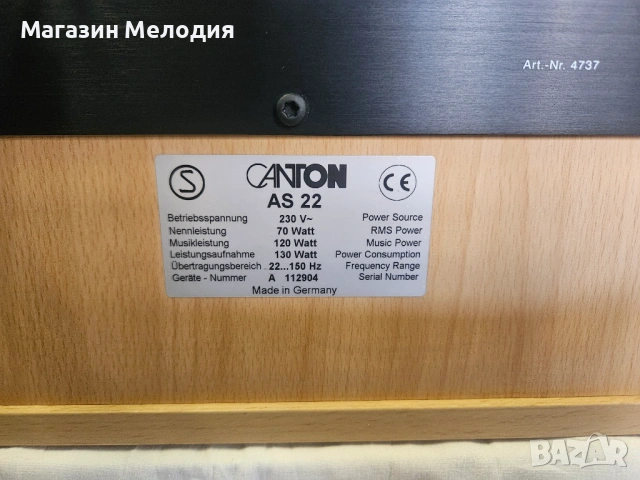 Магазин Мелодия
Art.-Nr. 4737
S CANTON CE
AS 22
Betriebsspannung 230 V~ Power Source
Nennleistung 70 Watt RMS Power
Musikleistung 120 Watt Music Power
Leistungsaufnahme 130 Watt Power Consumption
Übertragungsbereich 22...150 Hz Frequency Range
Geräte - Nummer A 112904 Serial Number
Made in Germany
BAZAR